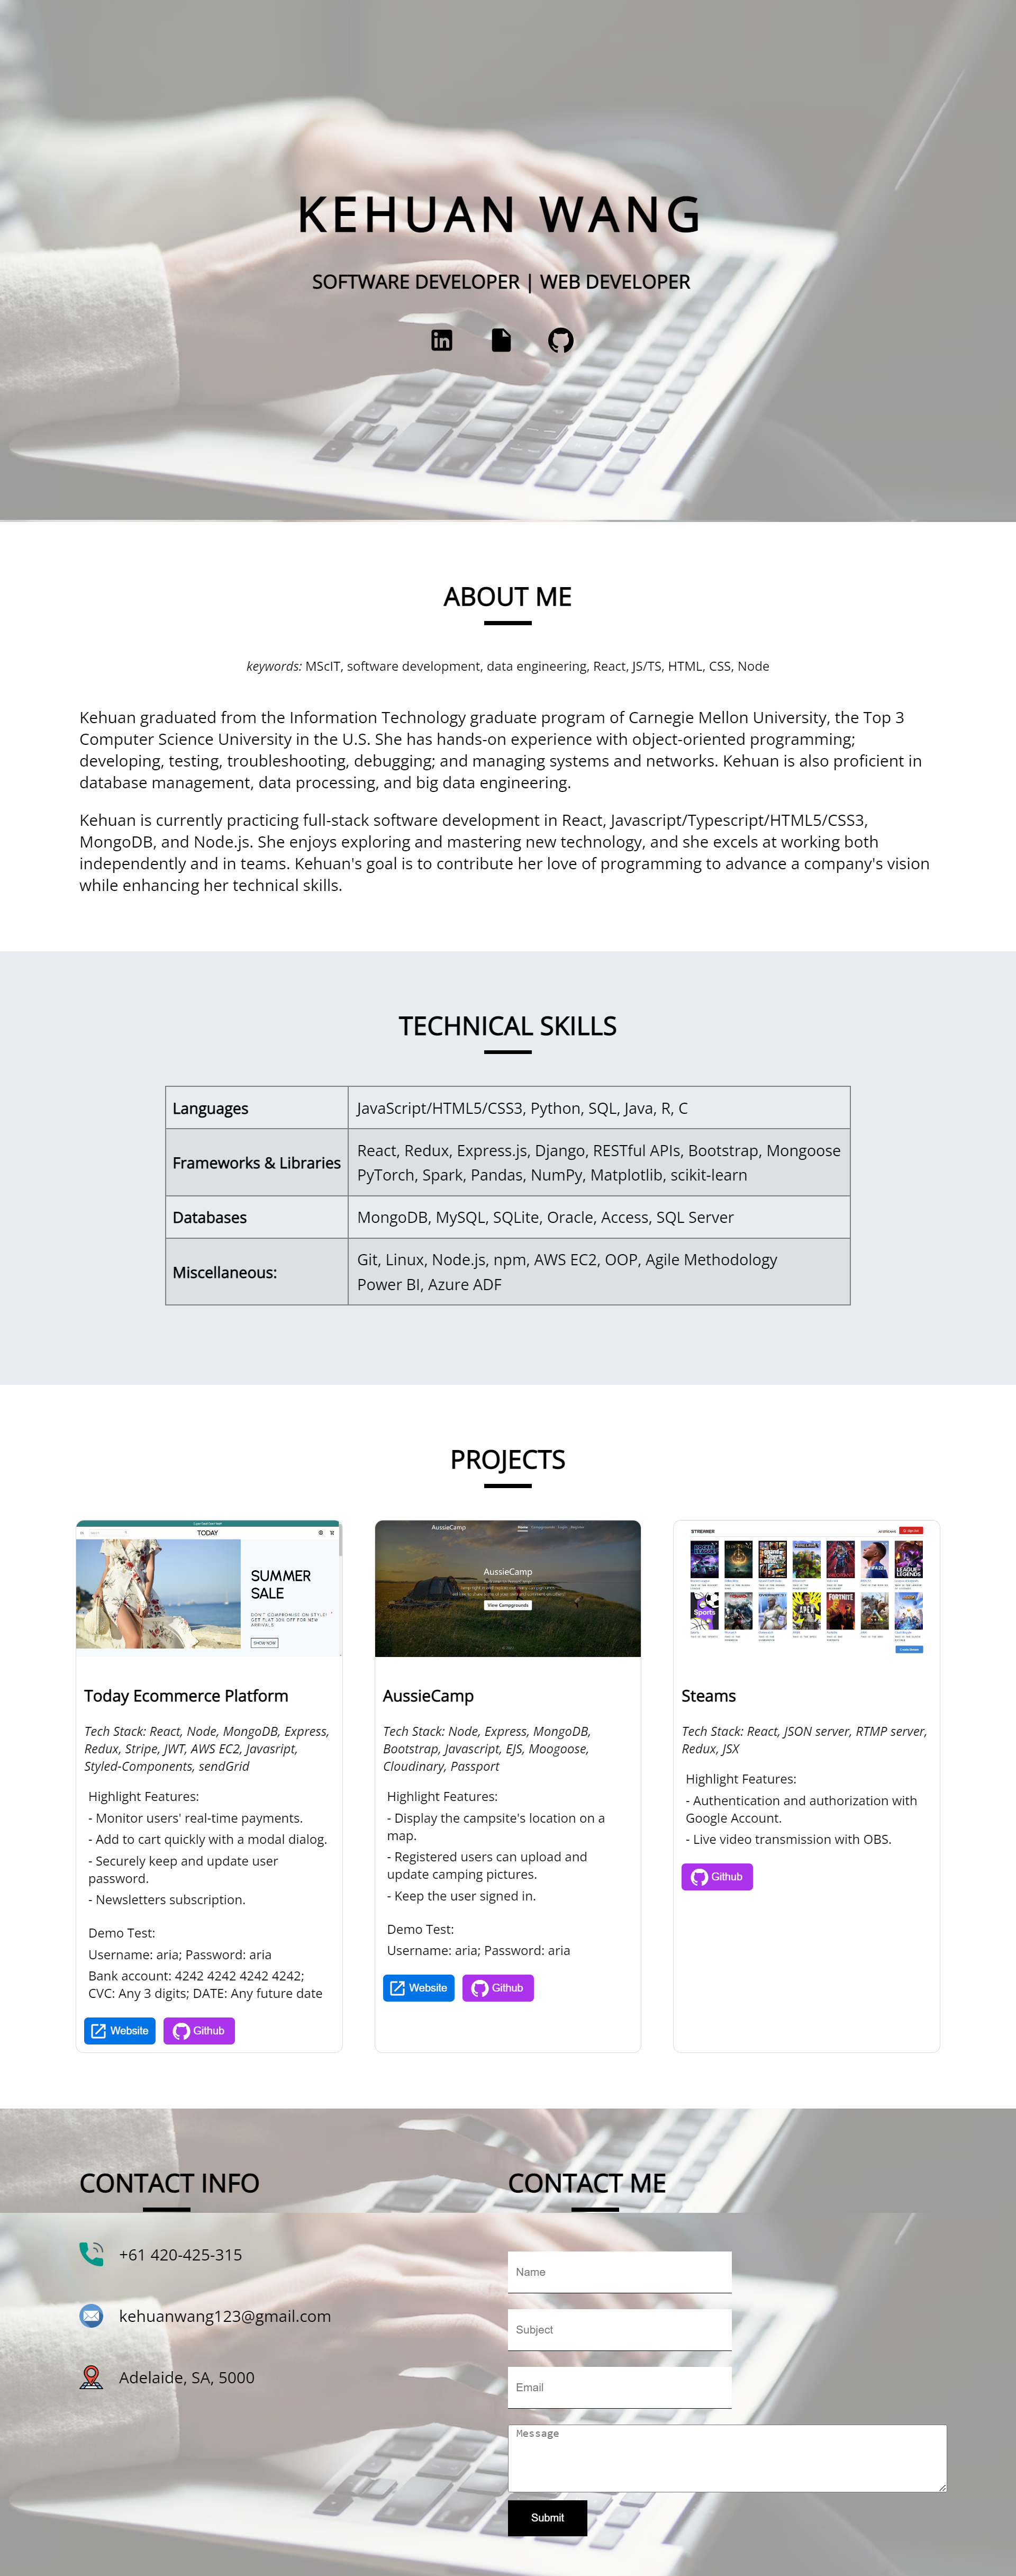 KEHUAN WANG
SOFTWARE DEVELOPER | WEB DEVELOPER
ABOUT ME
keywords: MScIT, software development, data engineering, React, JS/TS, HTML, CSS, Node
Kehuan graduated from the Information Technology graduate program of Carnegie Mellon University, the Top 3
Computer Science University in the U.S. She has hands-on experience with object-oriented programming;
developing, testing, troubleshooting, debugging; and managing systems and networks. Kehuan is also proficient in
database management, data processing, and big data engineering.
Kehuan is currently practicing full-stack software development in React, Javascript/Typescript/HTML5/CSS3,
MongoDB, and Node.js. She enjoys exploring and mastering new technology, and she excels at working both
independently and in teams. Kehuan's goal is to contribute her love of programming to advance a company's vision
while enhancing her technical skills.
TECHNICAL SKILLS
Languages
JavaScript/HTML5/CSS3, Python, SQL, Java, R, C
Frameworks & Libraries
React, Redux, Express.js, Django, RESTful APIs, Bootstrap, Mongoose
PyTorch, Spark, Pandas, NumPy, Matplotlib, scikit-learn
Databases
MongoDB, MySQL, SQLite, Oracle, Access, SQL Server
Miscellaneous:
Git, Linux, Node.js, npm, AWS EC2, OOP, Agile Methodology
Power BI, Azure ADF
PROJECTS
TODAY
SUMMER
SALE
DON'T COMPROMISE ON STYLE!
GET FLAT 30% OFF FOR NEW
ARRIVALS
SHOW NOW
Today Ecommerce Platform
Tech Stack: React, Node, MongoDB, Express,
Redux, Stripe, JWT, AWS EC2, Javasript,
Styled-Components, sendGrid
Highlight Features:
- Monitor users' real-time payments.
- Add to cart quickly with a modal dialog.
- Securely keep and update user
password.
- Newsletters subscription.
Demo Test:
Username: aria; Password: aria
Bank account: 4242 4242 4242 4242;
CVC: Any 3 digits; DATE: Any future date
Website
Github
AussieCamp
Home Campgrounds Login Register
AussieCamp
View Campgrounds
AussieCamp
Tech Stack: Node, Express, MongoDB,
Bootstrap, Javascript, EJS, Moogoose,
Cloudinary, Passport
Highlight Features:
- Display the campsite's location on a
map.
- Registered users can upload and
update camping pictures.
- Keep the user signed in.
Demo Test:
Username: aria; Password: aria
Website
Github
STREAMER
LEAGUE
LEGENDS
Sports
APEX
FORTNITE
Steams
Tech Stack: React, JSON server, RTMP server,
Redux, JSX
Highlight Features:
- Authentication and authorization with
Google Account.
- Live video transmission with OBS.
Github
CONTACT INFO
+61 420-425-315
kehuanwang123@gmail.com
Adelaide, SA, 5000
CONTACT ME
Name
Subject
Email
Message
Submit